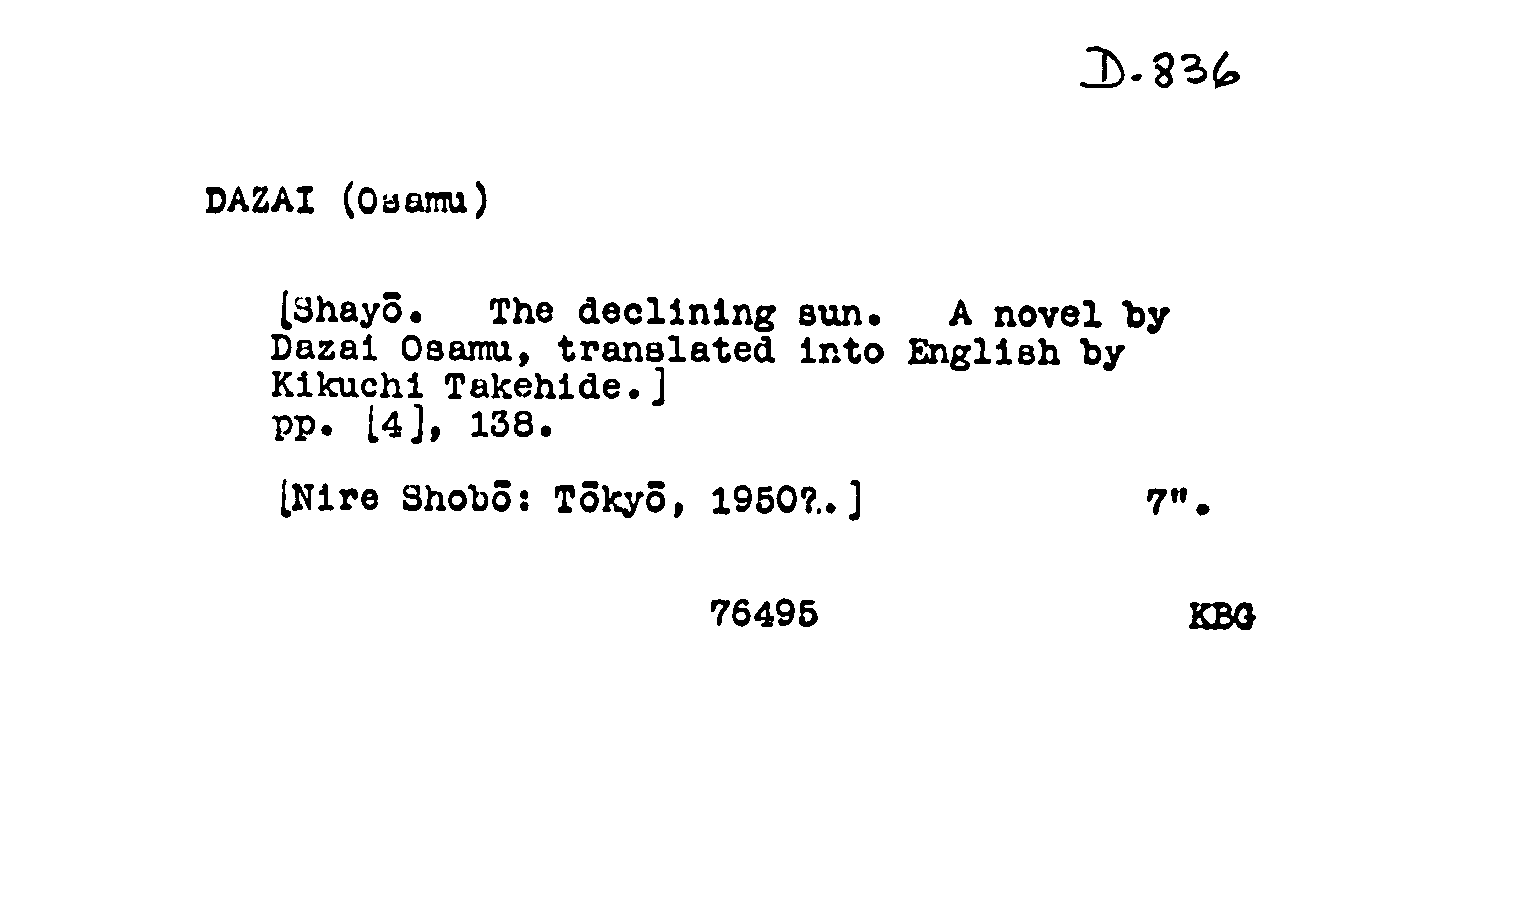 D.836
DAZAI (Osamu)
[Shayō. The declining sun. A novel by
Dazai Osamu, translated into English by
Kikuchi Takehide.]
pp. [4], 138.
[Nire Shobō: Tōkyō, 1950?.] 7".
76495 KBG